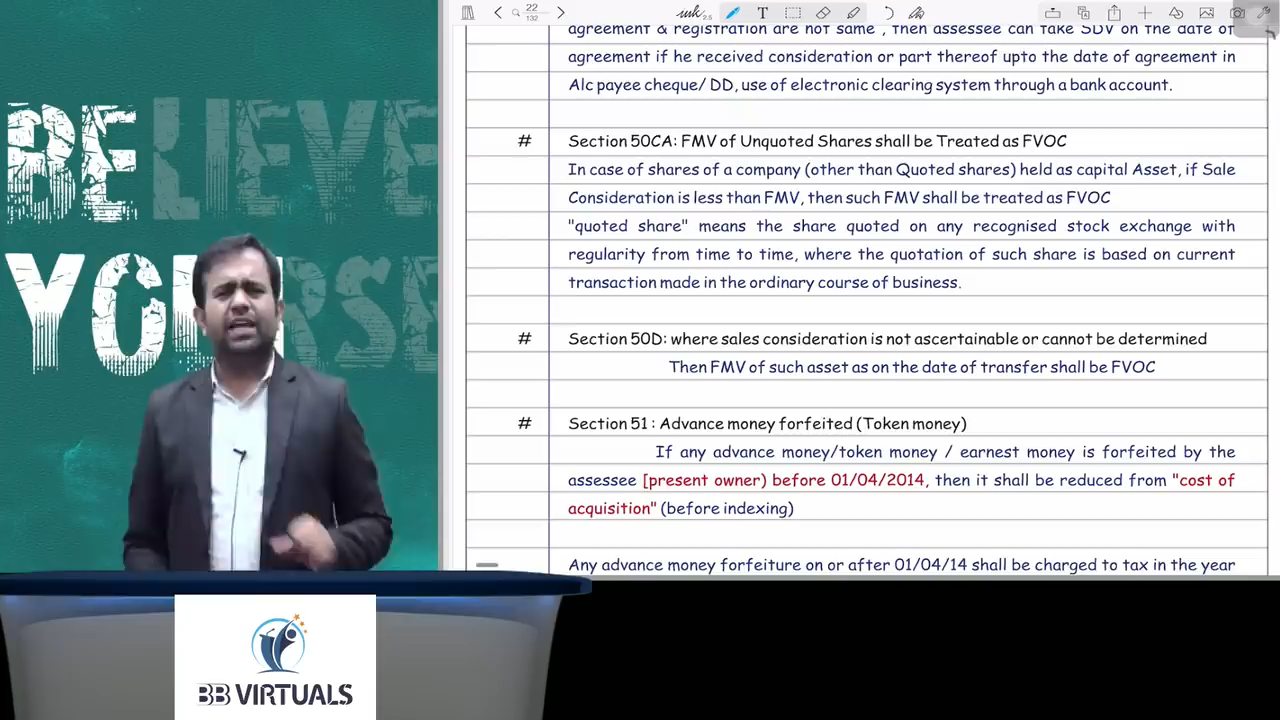 BELIEVE
YOURSELF
BB VIRTUALS
22
132
ink 2.5
T
agreement & registration are not same , then assessee can take SDV on the date of
agreement if he received consideration or part thereof upto the date of agreement in
Alc payee cheque/ DD, use of electronic clearing system through a bank account.
# Section 50CA: FMV of Unquoted Shares shall be Treated as FVOC
In case of shares of a company (other than Quoted shares) held as capital Asset, if Sale
Consideration is less than FMV, then such FMV shall be treated as FVOC
"quoted share" means the share quoted on any recognised stock exchange with
regularity from time to time, where the quotation of such share is based on current
transaction made in the ordinary course of business.
# Section 50D: where sales consideration is not ascertainable or cannot be determined
Then FMV of such asset as on the date of transfer shall be FVOC
# Section 51 : Advance money forfeited (Token money)
If any advance money/token money / earnest money is forfeited by the
assessee [present owner) before 01/04/2014, then it shall be reduced from "cost of
acquisition" (before indexing)
Any advance money forfeiture on or after 01/04/14 shall be charged to tax in the year